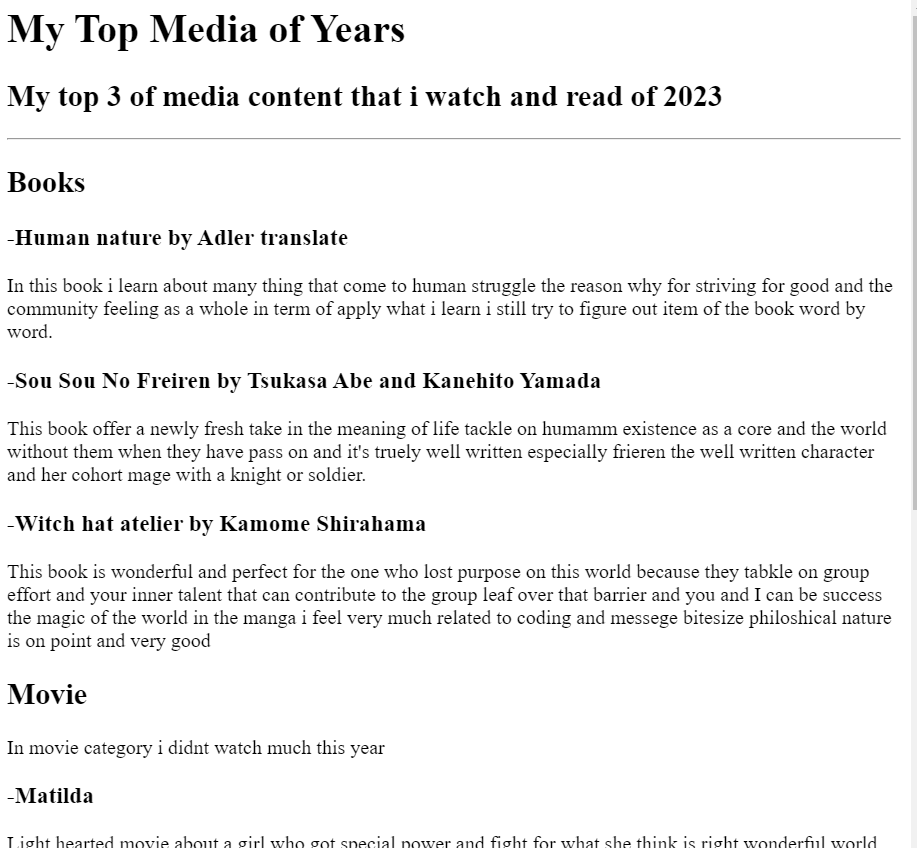 My Top Media of Years
My top 3 of media content that i watch and read of 2023
Books
-Human nature by Adler translate
In this book i learn about many thing that come to human struggle the reason why for striving for good and the
community feeling as a whole in term of apply what i learn i still try to figure out item of the book word by
word.
-Sou Sou No Freiren by Tsukasa Abe and Kanehito Yamada
This book offer a newly fresh take in the meaning of life tackle on humamm existence as a core and the world
without them when they have pass on and it's truely well written especially frieren the well written character
and her cohort mage with a knight or soldier.
-Witch hat atelier by Kamome Shirahama
This book is wonderful and perfect for the one who lost purpose on this world because they tabkle on group
effort and your inner talent that can contribute to the group leaf over that barrier and you and I can be success
the magic of the world in the manga i feel very much related to coding and messege bitesize philoshical nature
is on point and very good
Movie
In movie category i didnt watch much this year
-Matilda
Light hearted movie about a girl who got special power and fight for what she think is right wonderful world